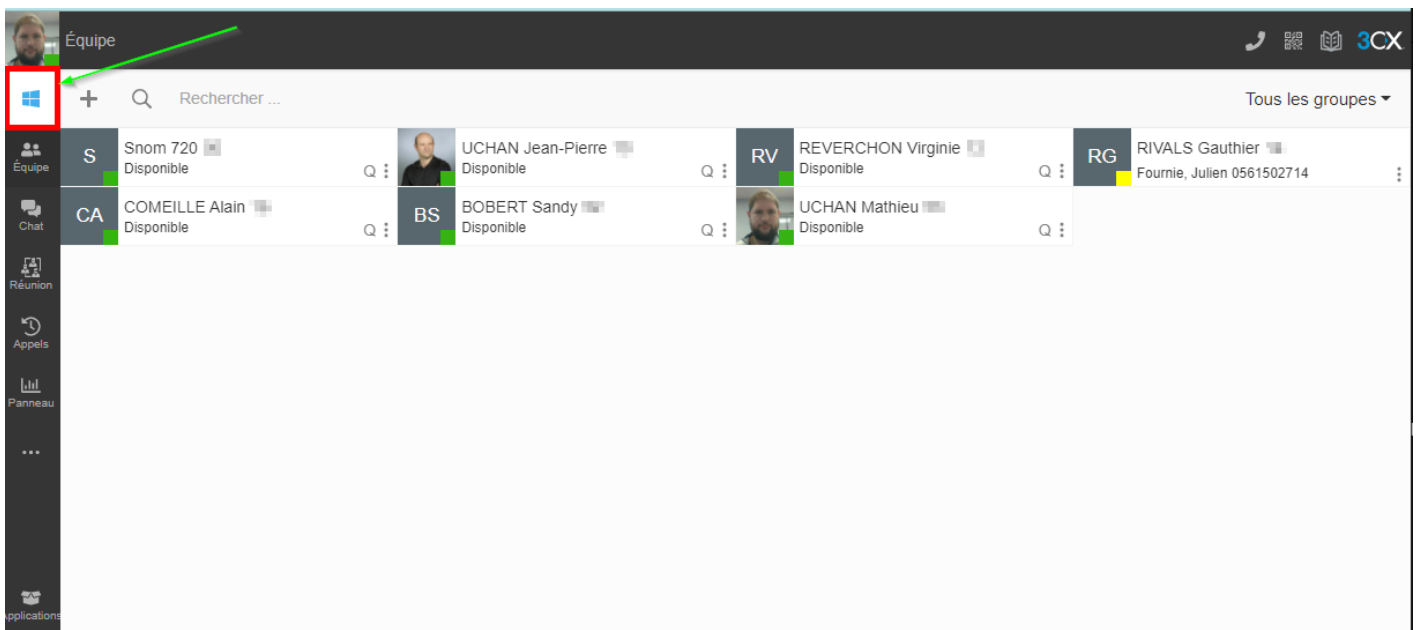 Équipe
3CX
Rechercher ...
Tous les groupes
Équipe
Chat
Réunion
Appels
Panneau
...
Applications
S
Snom 720
Disponible
Q
UCHAN Jean-Pierre
Disponible
Q
RV
REVERCHON Virginie
Disponible
Q
RG
RIVALS Gauthier
Fournie, Julien 0561502714
CA
COMEILLE Alain
Disponible
Q
BS
BOBERT Sandy
Disponible
Q
UCHAN Mathieu
Disponible
Q